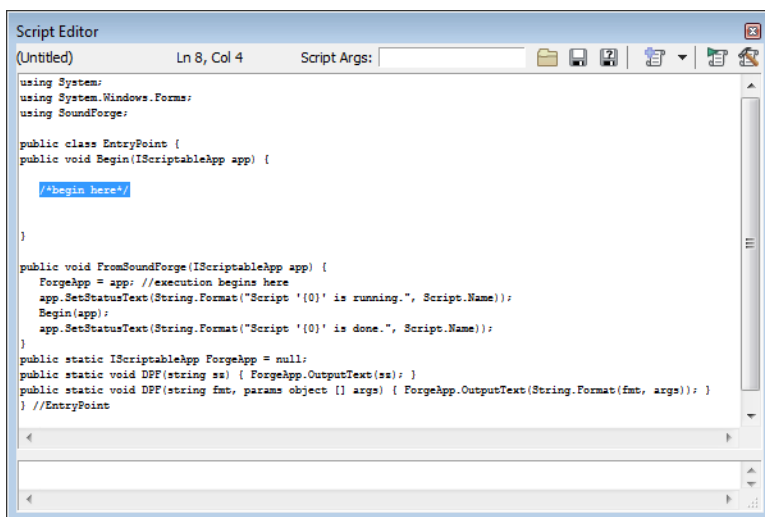 Script Editor
(Untitled) Ln 8, Col 4 Script Args:
using System;
using System.Windows.Forms;
using SoundForge;
public class EntryPoint {
public void Begin(IScriptableApp app) {
/*begin here*/
}
public void FromSoundForge(IScriptableApp app) {
ForgeApp = app; //execution begins here
app.SetStatusText(String.Format("Script '{0}' is running.", Script.Name));
Begin(app);
app.SetStatusText(String.Format("Script '{0}' is done.", Script.Name));
}
public static IScriptableApp ForgeApp = null;
public static void DPF(string sz) { ForgeApp.OutputText(sz); }
public static void DPF(string fmt, params object [] args) { ForgeApp.OutputText(String.Format(fmt, args)); }
} //EntryPoint